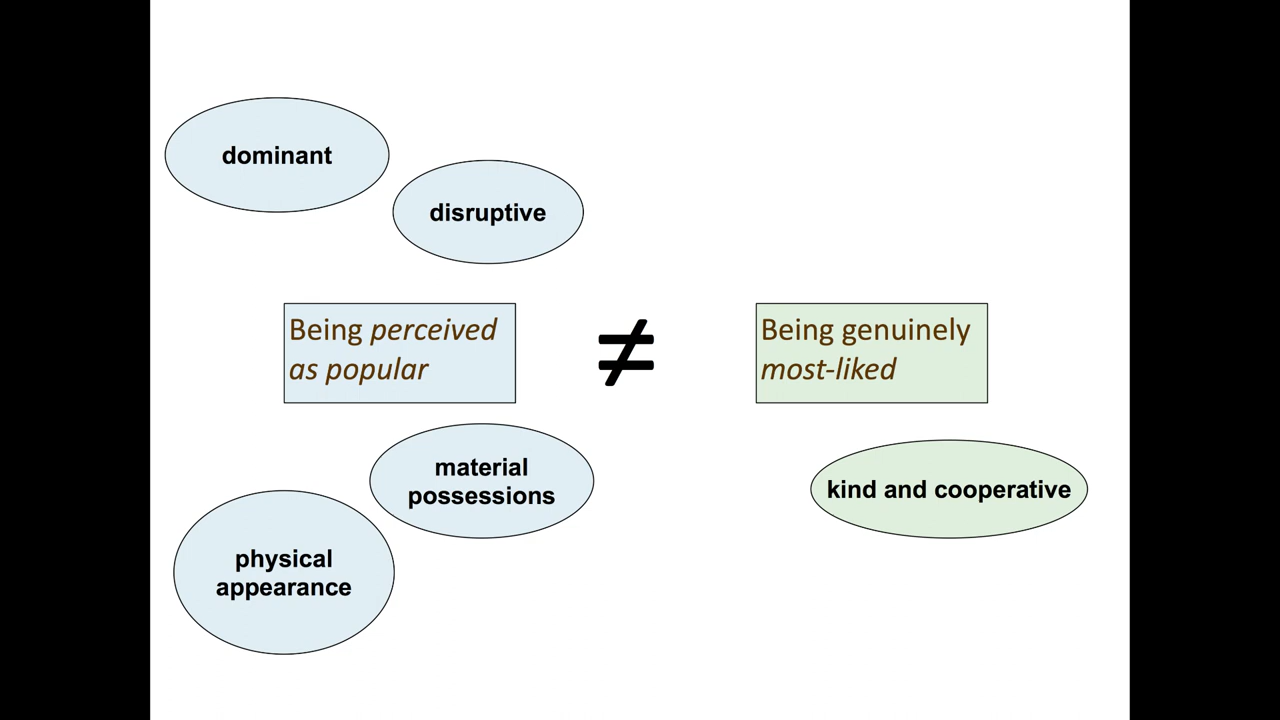 dominant
disruptive
Being perceived
as popular
≠
Being genuinely
most-liked
material
possessions
kind and cooperative
physical
appearance